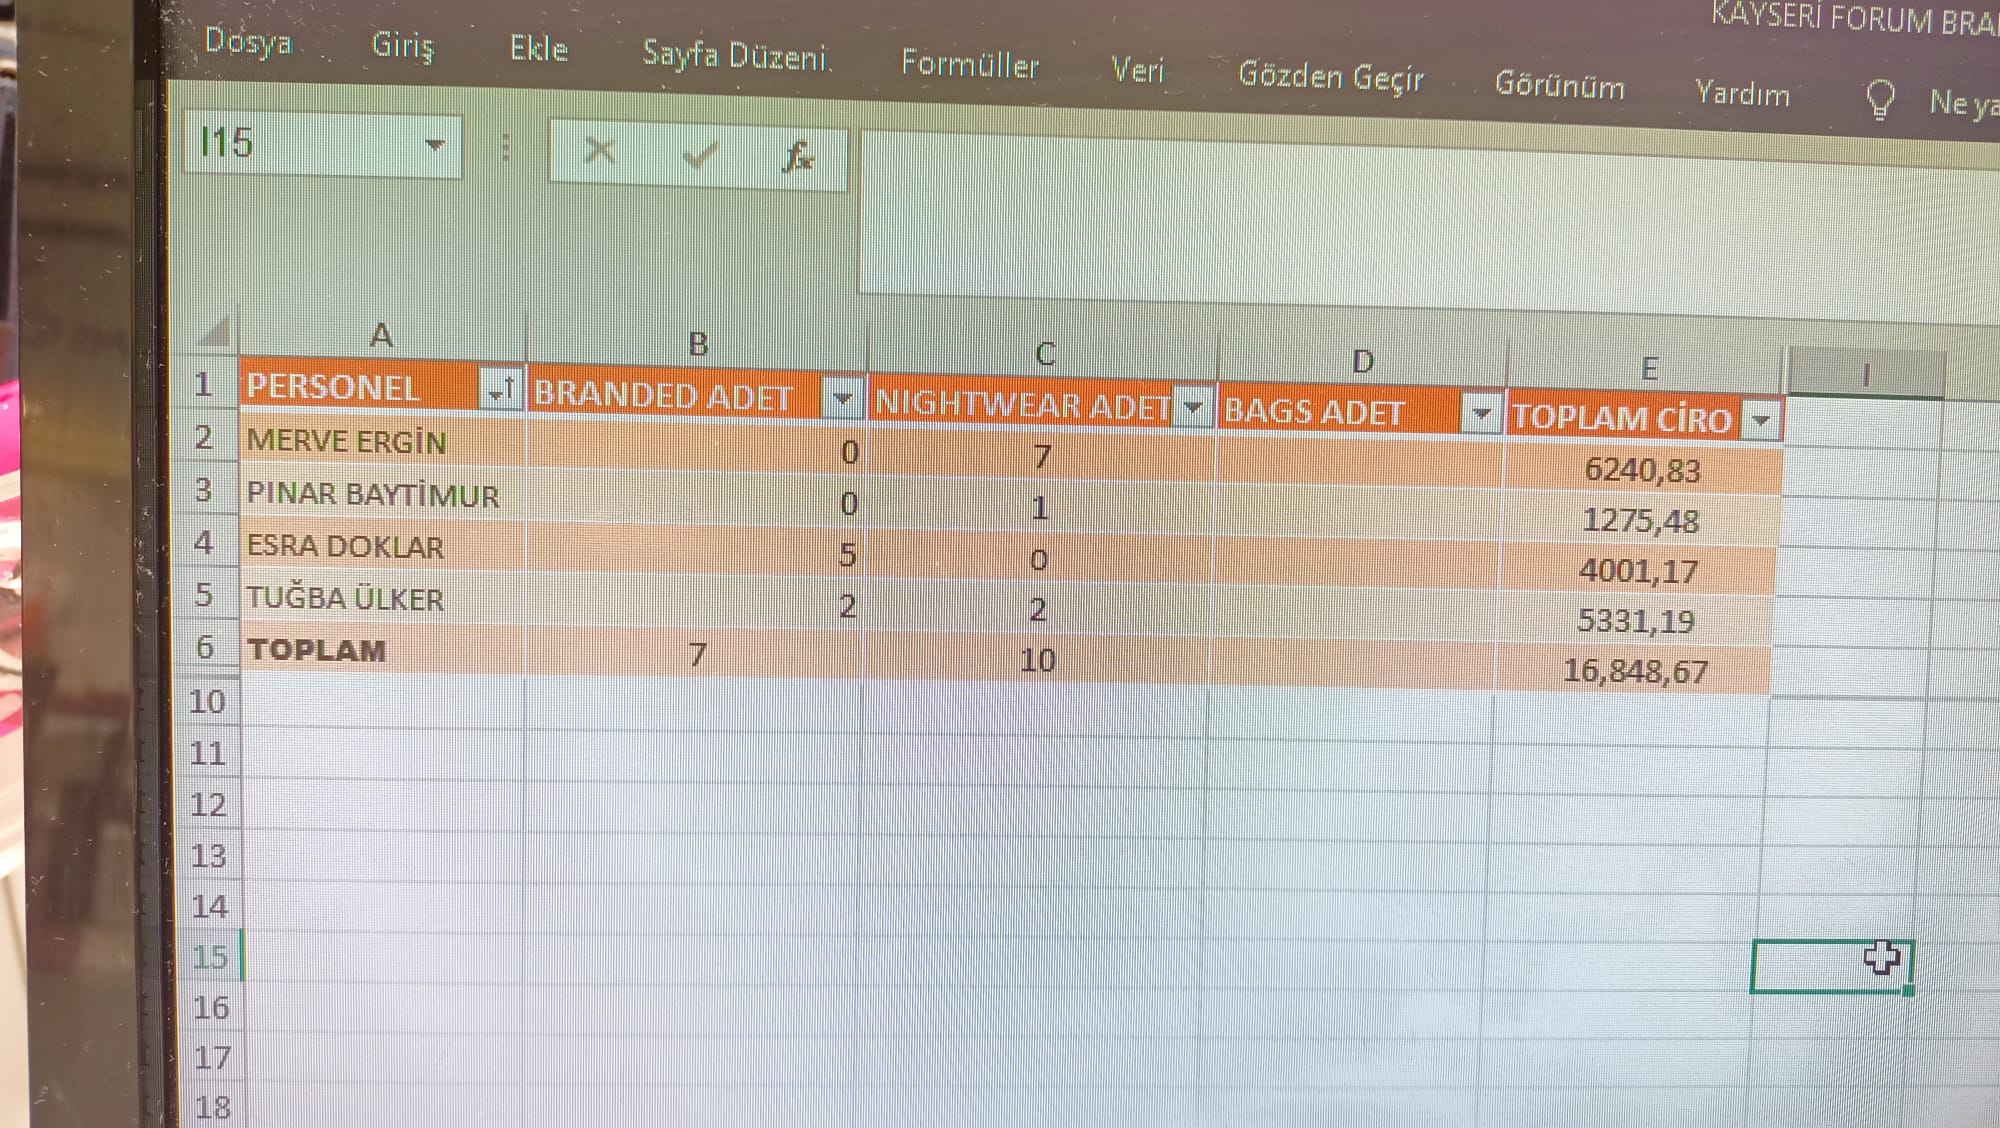 KAYSERİ FORUM
Dosya Giriş Ekle Sayfa Düzeni Formüller Veri Gözden Geçir Görünüm Yardım Ne
I15 fx
A B C D E I
1 PERSONEL BRANDED ADET NIGHTWEAR ADET BAGS ADET TOPLAM CİRO
2 MERVE ERGİN 0 7 6240,83
3 PINAR BAYTİMUR 0 1 1275,48
4 ESRA DOKLAR 5 0 4001,17
5 TUĞBA ÜLKER 2 2 5331,19
6 TOPLAM 7 10 16,848,67
10
11
12
13
14
15
16
17
18